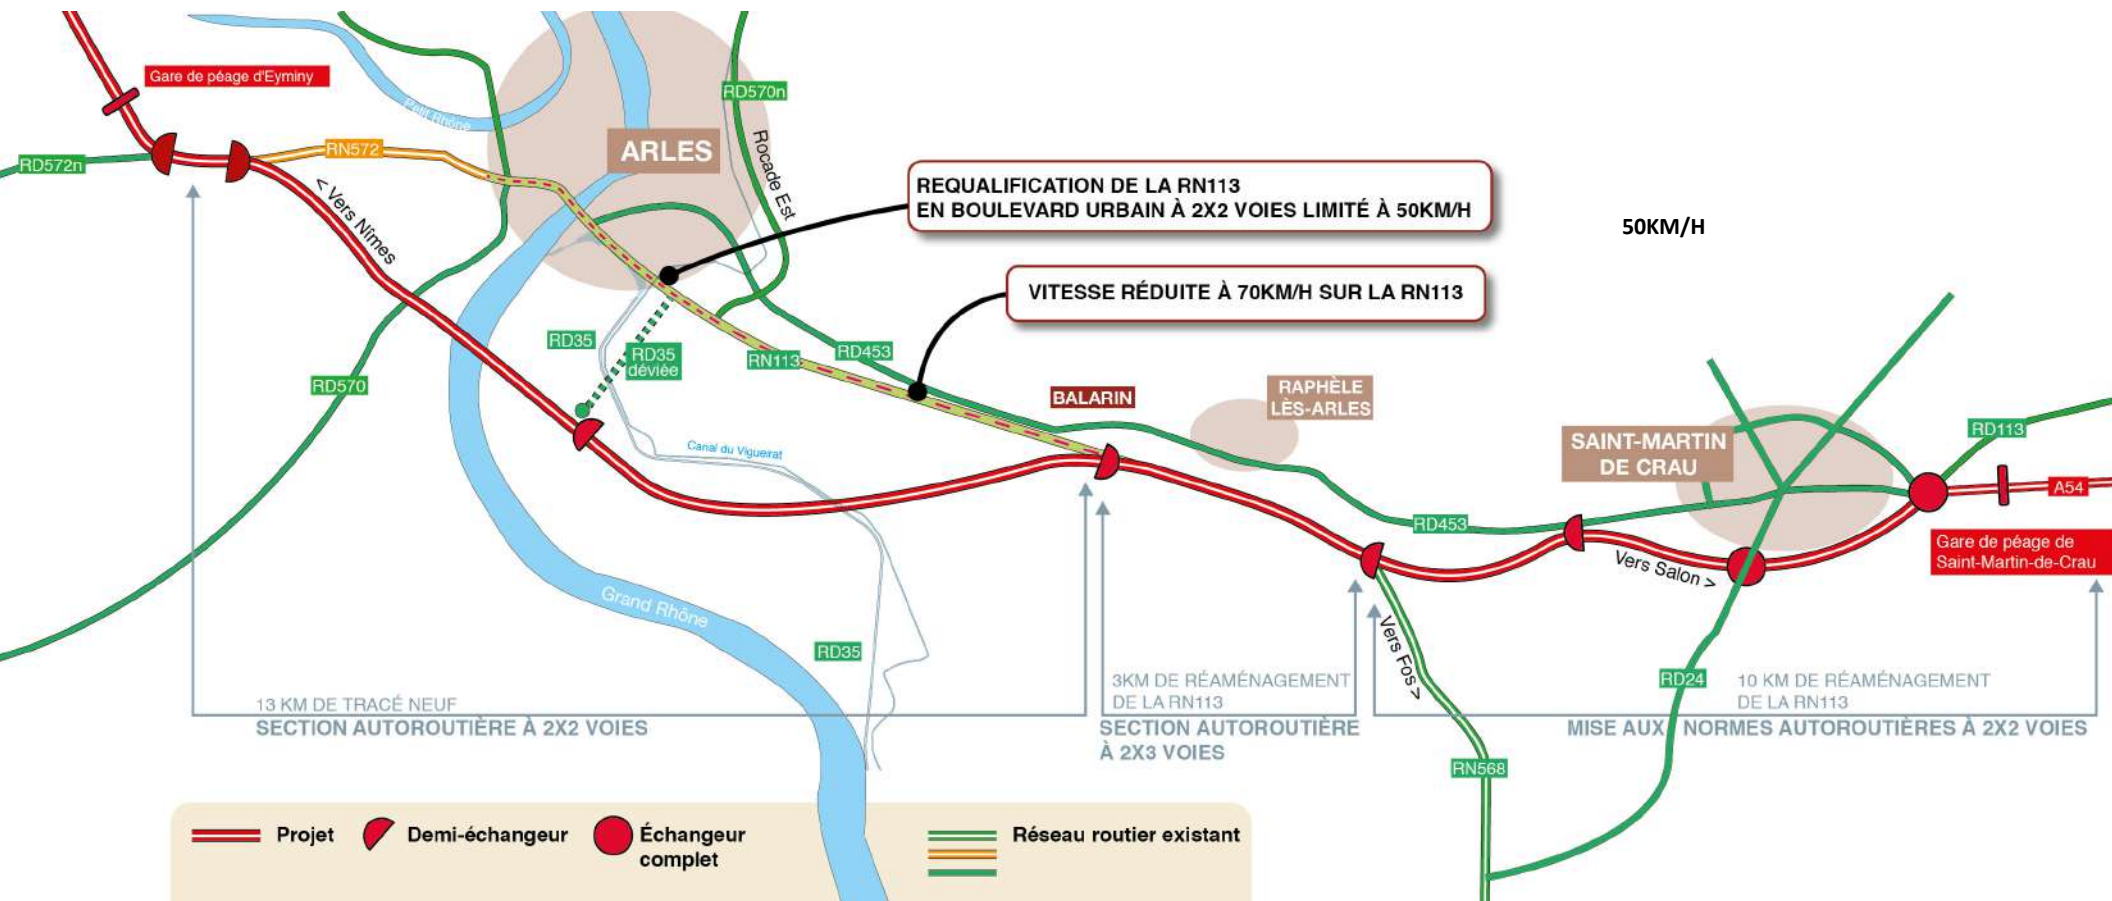 Gare de péage d'Eyminy
Petit Rhône
RD570n
RD572n
RN572
ARLES
Rocade Est
< Vers Nîmes
REQUALIFICATION DE LA RN113
EN BOULEVARD URBAIN À 2X2 VOIES LIMITÉ À 50KM/H
50KM/H
VITESSE RÉDUITE À 70KM/H SUR LA RN113
RD35
RD35
déviée
RN113
RD453
RD570
BALARIN
RAPHÈLE
LÈS-ARLES
Canal du Vigueirat
SAINT-MARTIN
DE CRAU
RD113
A54
RD453
Gare de péage de
Saint-Martin-de-Crau
Vers Salon >
Grand Rhône
RD35
Vers Fos >
RD24
13 KM DE TRACÉ NEUF
SECTION AUTOROUTIÈRE À 2X2 VOIES
3KM DE RÉAMÉNAGEMENT
DE LA RN113
SECTION AUTOROUTIÈRE
À 2X3 VOIES
10 KM DE RÉAMÉNAGEMENT
DE LA RN113
MISE AUX NORMES AUTOROUTIÈRES À 2X2 VOIES
RN568
Projet
Demi-échangeur
Échangeur
complet
Réseau routier existant